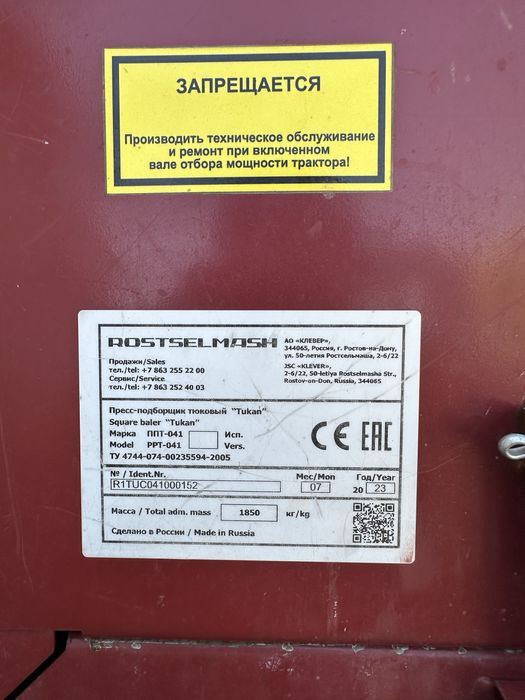 ЗАПРЕЩАЕТСЯ
Производить техническое обслуживание
и ремонт при включенном
вале отбора мощности трактора!
ROSTSELMASH
АО «КЛЕВЕР»,
344065, Россия, г. Ростов-на-Дону,
ул. 50-летия Ростсельмаша, 2-6/22
JSC «KLEVER»,
2-6/22, 50-letiya Rostselmasha Str.,
Rostov-on-Don, Russia, 344065
Продажи/Sales
тел./tel: +7 863 255 22 00
Сервис/Service
тел./tel: +7 863 252 40 03
Пресс-подборщик тюковый "Tukan"
Square baler "Tukan"
Марка ППТ-041 Исп.
Model PPT-041 Vers.
ТУ 4744-074-00235594-2005
CE EAC
№ / Ident.Nr. Мес/Mon Год/Year
R1TUC041000152 07 20 23
Масса / Total adm. mass 1850 кг/kg
Сделано в России / Made in Russia